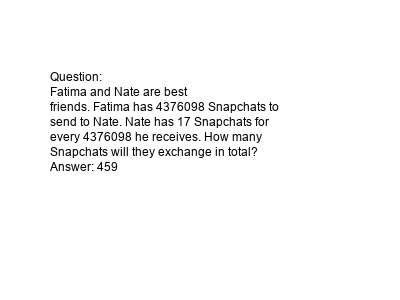 Question:
Fatima and Nate are best
friends. Fatima has 4376098 Snapchats to
send to Nate. Nate has 17 Snapchats for
every 4376098 he receives. How many
Snapchats will they exchange in total?
Answer: 459